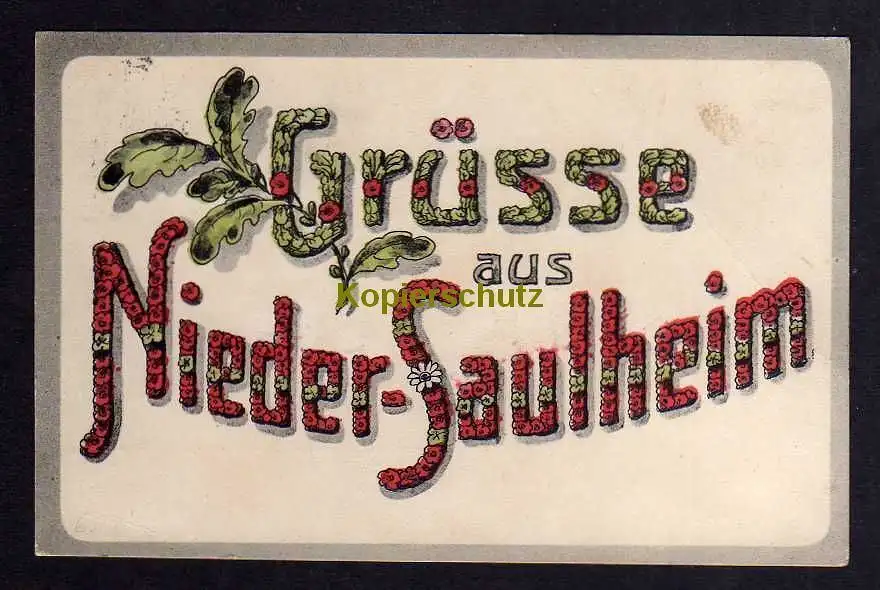 Grüsse
aus
Kopierschutz
Nieder-Saulheim